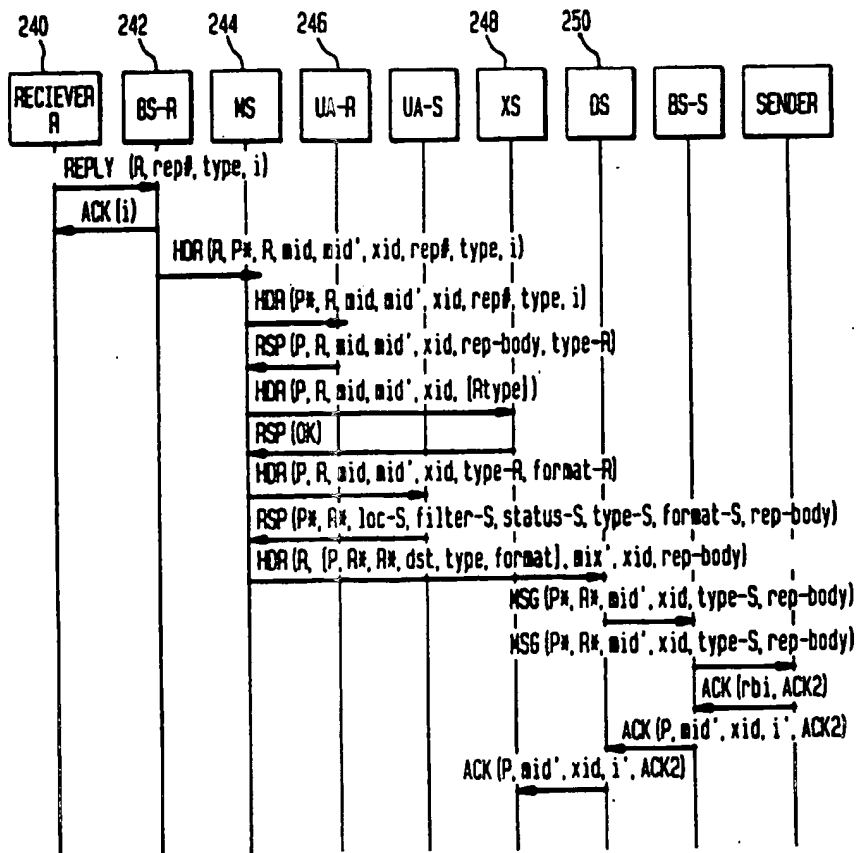 240 242 244 246 248 250
RECIEVER R BS-R MS UA-R UA-S XS DS BS-S SENDER
REPLY (R, rep#, type, i)
ACK (i)
HDR (R, P*, R, mid, mid', xid, rep#, type, i)
HDR (P*, R, mid, mid', xid, rep#, type, i)
RSP (P, R, mid, mid', xid, rep-body, type-R)
HDR (P, R, mid, mid', xid, [Rtype])
RSP (OK)
HDR (P, R, mid, mid', xid, type-R, format-R)
RSP (P*, R*, loc-S, filter-S, status-S, type-S, format-S, rep-body)
HDR (R, [P, R*, R*, dst, type, format], mix', xid, rep-body)
MSG (P*, R*, mid', xid, type-S, rep-body)
MSG (P*, R*, mid', xid, type-S, rep-body)
ACK (rbi, ACK2)
ACK (P, mid', xid, i', ACK2)
ACK (P, mid', xid, i', ACK2)